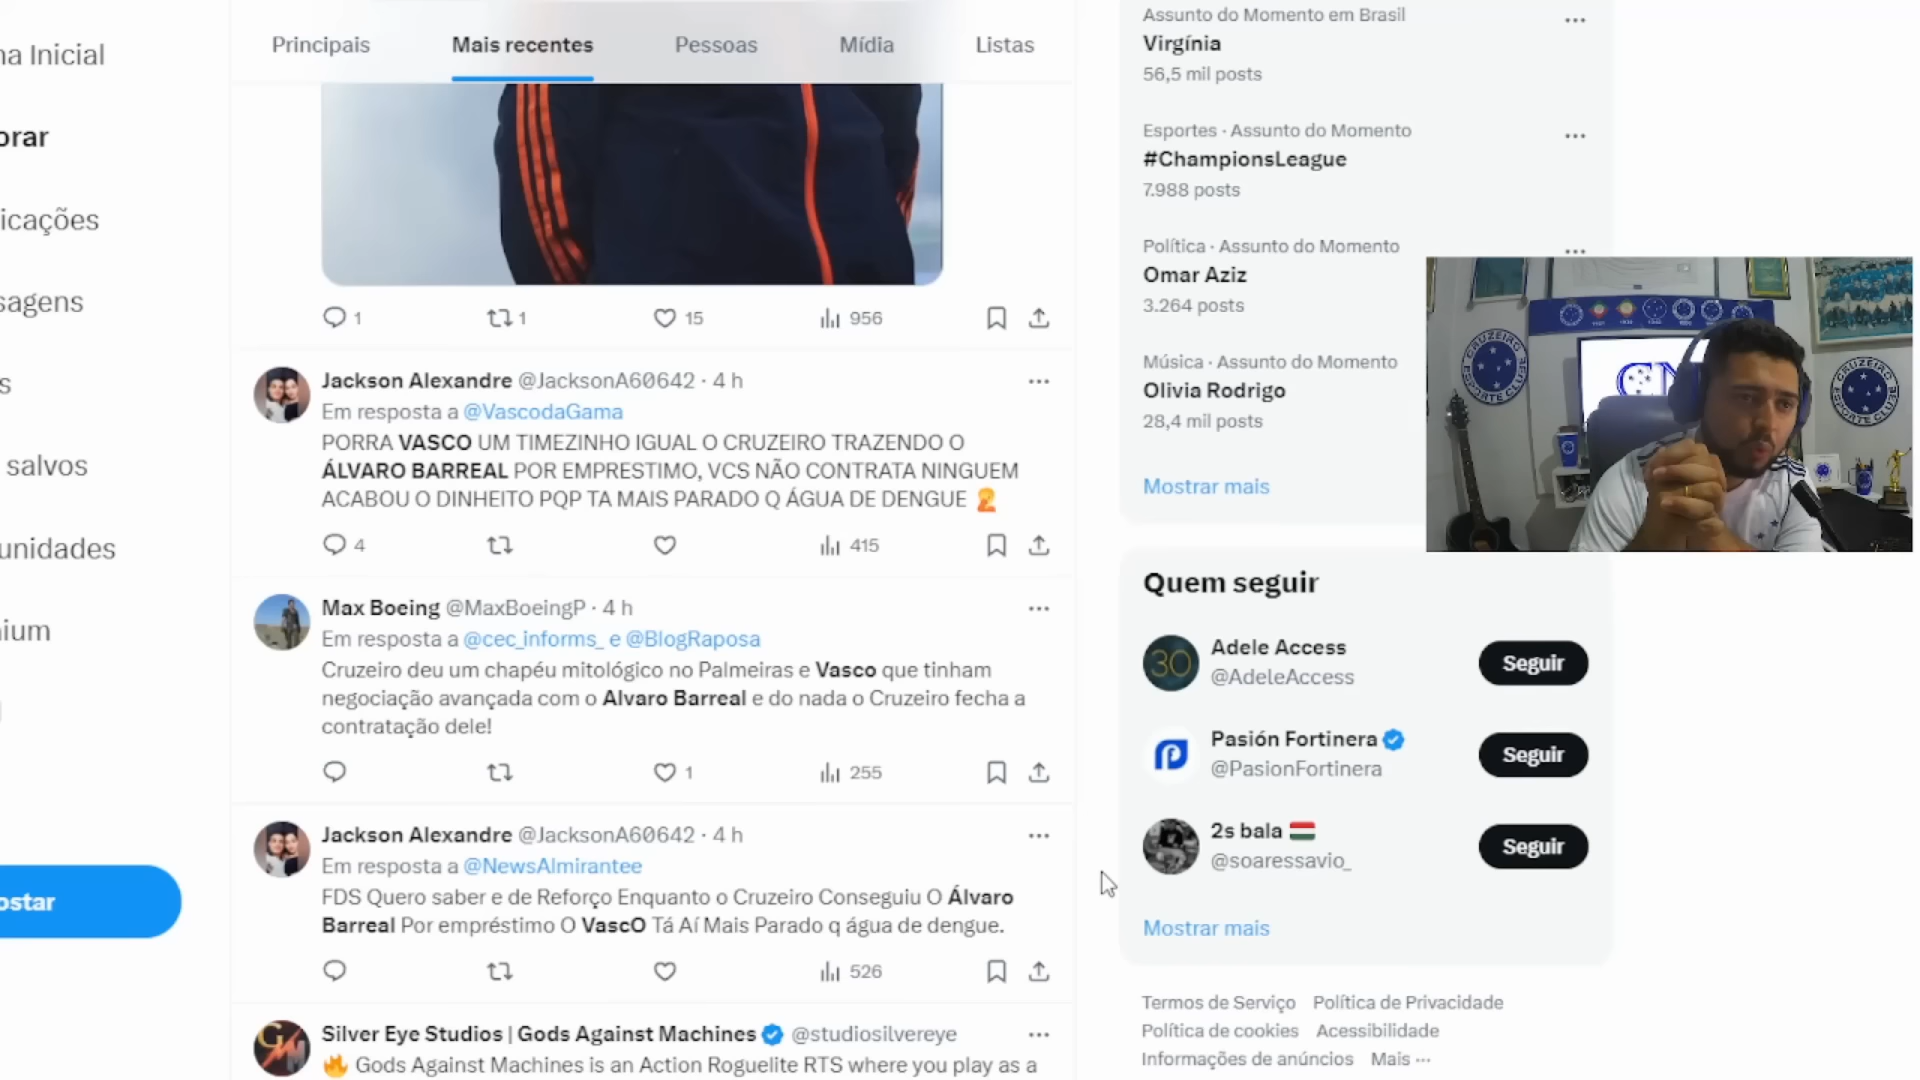 na Inicial
orar
icações
sagens
s
salvos
unidades
nium
ostar
Principais
Mais recentes
Pessoas
Mídia
Listas
1
1
15
956
Jackson Alexandre @JacksonA60642 · 4 h
Em resposta a @VascodaGama
PORRA VASCO UM TIMEZINHO IGUAL O CRUZEIRO TRAZENDO O
ÁLVARO BARREAL POR EMPRESTIMO, VCS NÃO CONTRATA NINGUEM
ACABOU O DINHEITO PQP TA MAIS PARADO Q ÁGUA DE DENGUE
4
415
Max Boeing @MaxBoeingP · 4 h
Em resposta a @cec_informs_ e @BlogRaposa
Cruzeiro deu um chapéu mitológico no Palmeiras e Vasco que tinham
negociação avançada com o Alvaro Barreal e do nada o Cruzeiro fecha a
contratação dele!
1
255
Jackson Alexandre @JacksonA60642 · 4 h
Em resposta a @NewsAlmirantee
FDS Quero saber e de Reforço Enquanto o Cruzeiro Conseguiu O Álvaro
Barreal Por empréstimo O VascO Tá Aí Mais Parado q água de dengue.
526
Silver Eye Studios | Gods Against Machines @studiosilvereye
🔥 Gods Against Machines is an Action Roguelite RTS where you play as a
Assunto do Momento em Brasil
Virgínia
56,5 mil posts
Esportes · Assunto do Momento
#ChampionsLeague
7.988 posts
Política · Assunto do Momento
Omar Aziz
3.264 posts
Música · Assunto do Momento
Olivia Rodrigo
28,4 mil posts
Mostrar mais
CRUZEIRO
ESPORTE CLUBE
CRUZEIRO
ESPORTE CLUBE
Quem seguir
30
Adele Access
@AdeleAccess
Seguir
Pasión Fortinera
@PasionFortinera
Seguir
2s bala
@soaressavio_
Seguir
Mostrar mais
Termos de Serviço Política de Privacidade
Política de cookies Acessibilidade
Informações de anúncios Mais ···